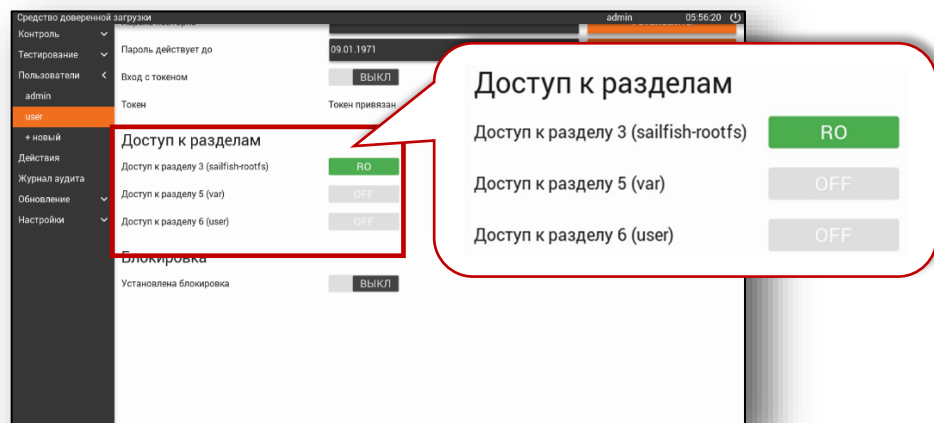 Средство доверенной загрузки admin 05:56:20
Контроль
Тестирование
Пользователи
admin
user
+ новый
Действия
Журнал аудита
Обновление
Настройки
Пароль действует до 09.01.1971
Вход с токеном ВЫКЛ
Токен Токен привязан
Доступ к разделам
Доступ к разделу 3 (sailfish-rootfs) RO
Доступ к разделу 5 (var) OFF
Доступ к разделу 6 (user) OFF
Блокировка
Установлена блокировка ВЫКЛ
Доступ к разделам
Доступ к разделу 3 (sailfish-rootfs) RO
Доступ к разделу 5 (var) OFF
Доступ к разделу 6 (user) OFF